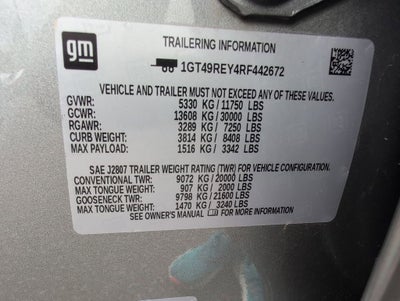 gm
TRAILERING INFORMATION
1GT49REY4RF442672
VEHICLE AND TRAILER MUST NOT EXCEED ANY OF THESE VALUES
GVWR: 5330 KG / 11750 LBS
GCWR: 13608 KG / 30000 LBS
RGAWR: 3289 KG / 7250 LBS
CURB WEIGHT: 3814 KG / 8408 LBS
MAX PAYLOAD: 1516 KG / 3342 LBS
SAE J2807 TRAILER WEIGHT RATING (TWR) FOR VEHICLE CONFIGURATION.
CONVENTIONAL TWR: 9072 KG / 20000 LBS
MAX TONGUE WEIGHT: 907 KG / 2000 LBS
GOOSENECK TWR: 9798 KG / 21600 LBS
MAX TONGUE WEIGHT: 1470 KG / 3240 LBS
SEE OWNER'S MANUAL FOR MORE INFORMATION